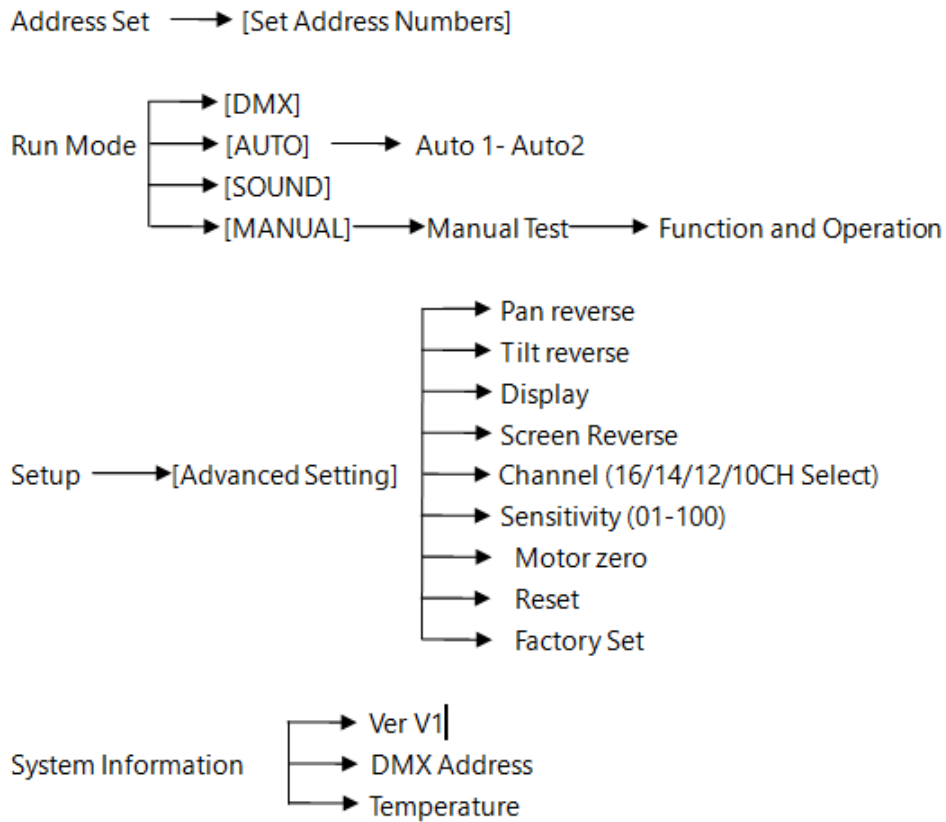 Address Set [Set Address Numbers]
[DMX]
Run Mode [AUTO] Auto 1- Auto2
[SOUND]
[MANUAL] Manual Test Function and Operation
Pan reverse
Tilt reverse
Display
Screen Reverse
Setup [Advanced Setting] Channel (16/14/12/10CH Select)
Sensitivity (01-100)
Motor zero
Reset
Factory Set
Ver V1
System Information DMX Address
Temperature